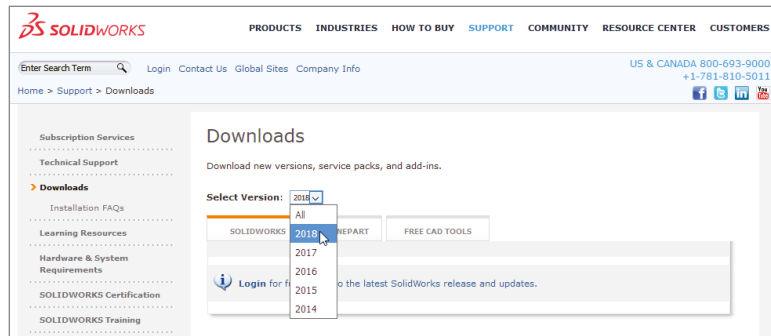 SOLIDWORKS
PRODUCTS INDUSTRIES HOW TO BUY SUPPORT COMMUNITY RESOURCE CENTER CUSTOMERS
Enter Search Term Login Contact Us Global Sites Company Info
US & CANADA 800-693-9000
+1-781-810-5011
Home > Support > Downloads
Subscription Services
Technical Support
Downloads
Installation FAQs
Learning Resources
Hardware & System
Requirements
SOLIDWORKS Certification
SOLIDWORKS Training
Downloads
Download new versions, service packs, and add-ins.
Select Version: 2018
All
2018
2017
2016
2015
2014
SOLIDWORKS NEPART FREE CAD TOOLS
Login for f o the latest SolidWorks release and updates.